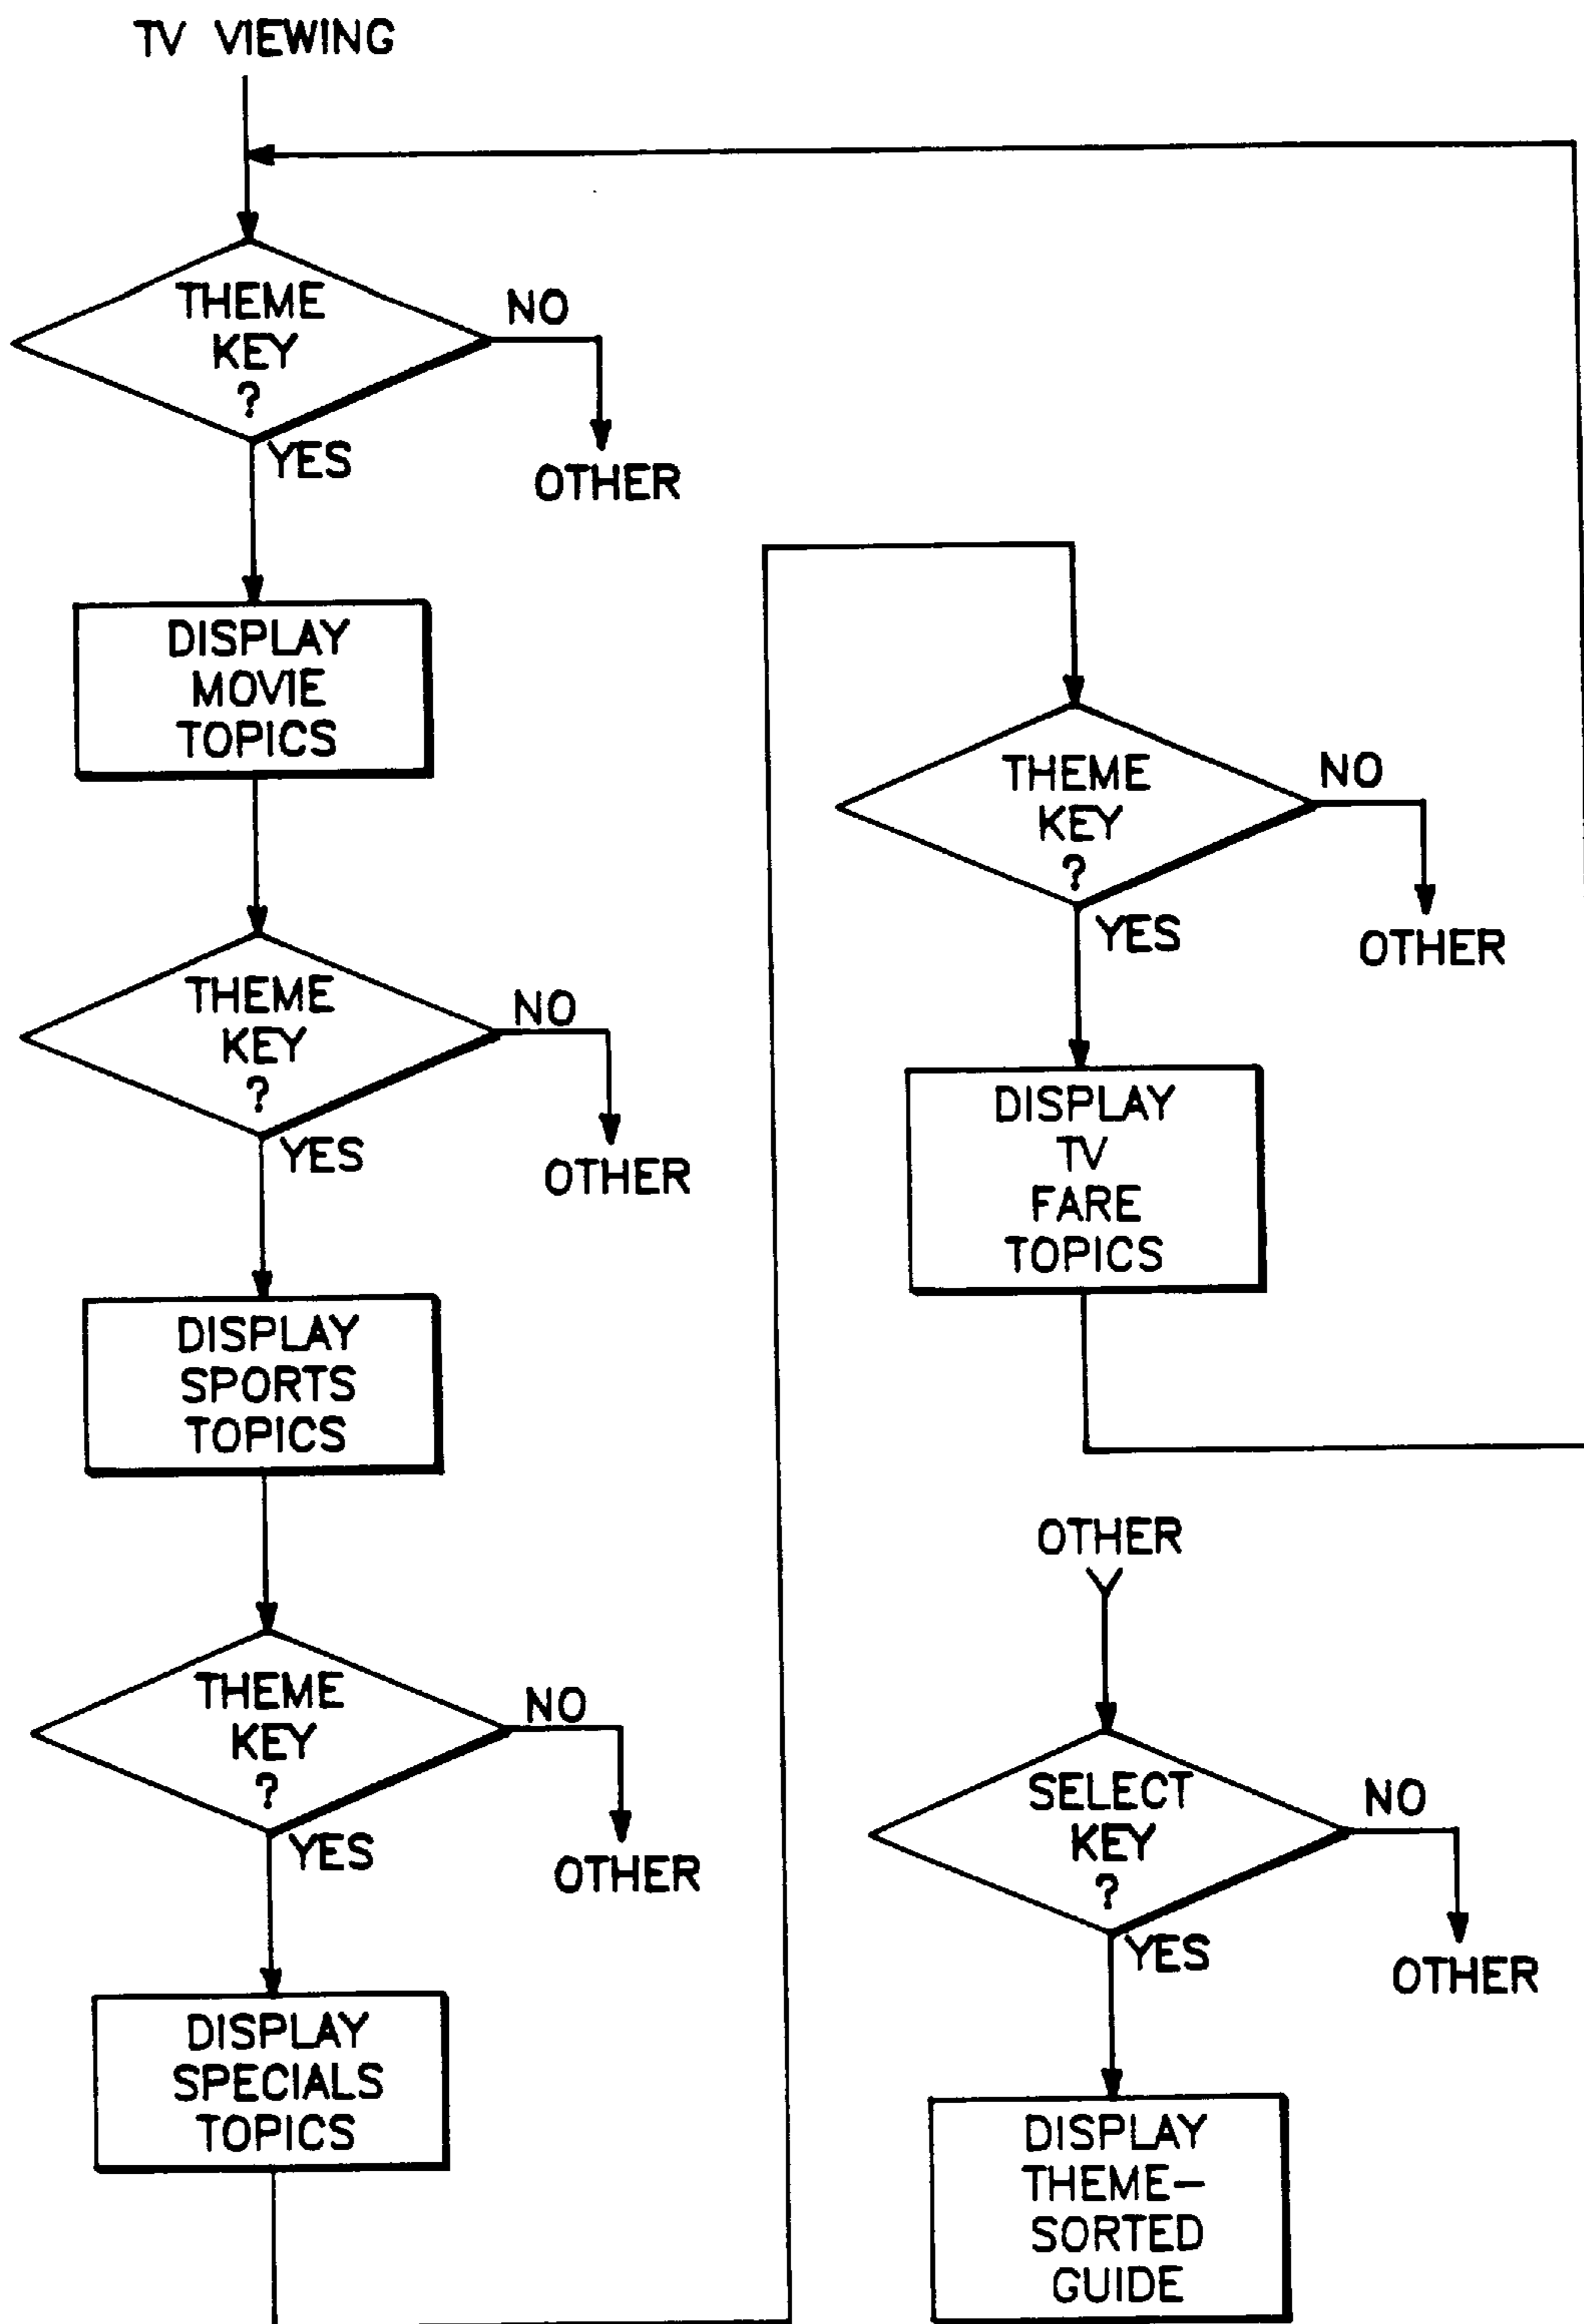 TV VIEWING
THEME
KEY
?
NO
YES
OTHER
DISPLAY
MOVIE
TOPICS
THEME
KEY
?
NO
YES
OTHER
DISPLAY
SPORTS
TOPICS
THEME
KEY
?
NO
YES
OTHER
DISPLAY
SPECIALS
TOPICS
THEME
KEY
?
NO
YES
OTHER
DISPLAY
TV
FARE
TOPICS
OTHER
SELECT
KEY
?
NO
YES
OTHER
DISPLAY
THEME-
SORTED
GUIDE